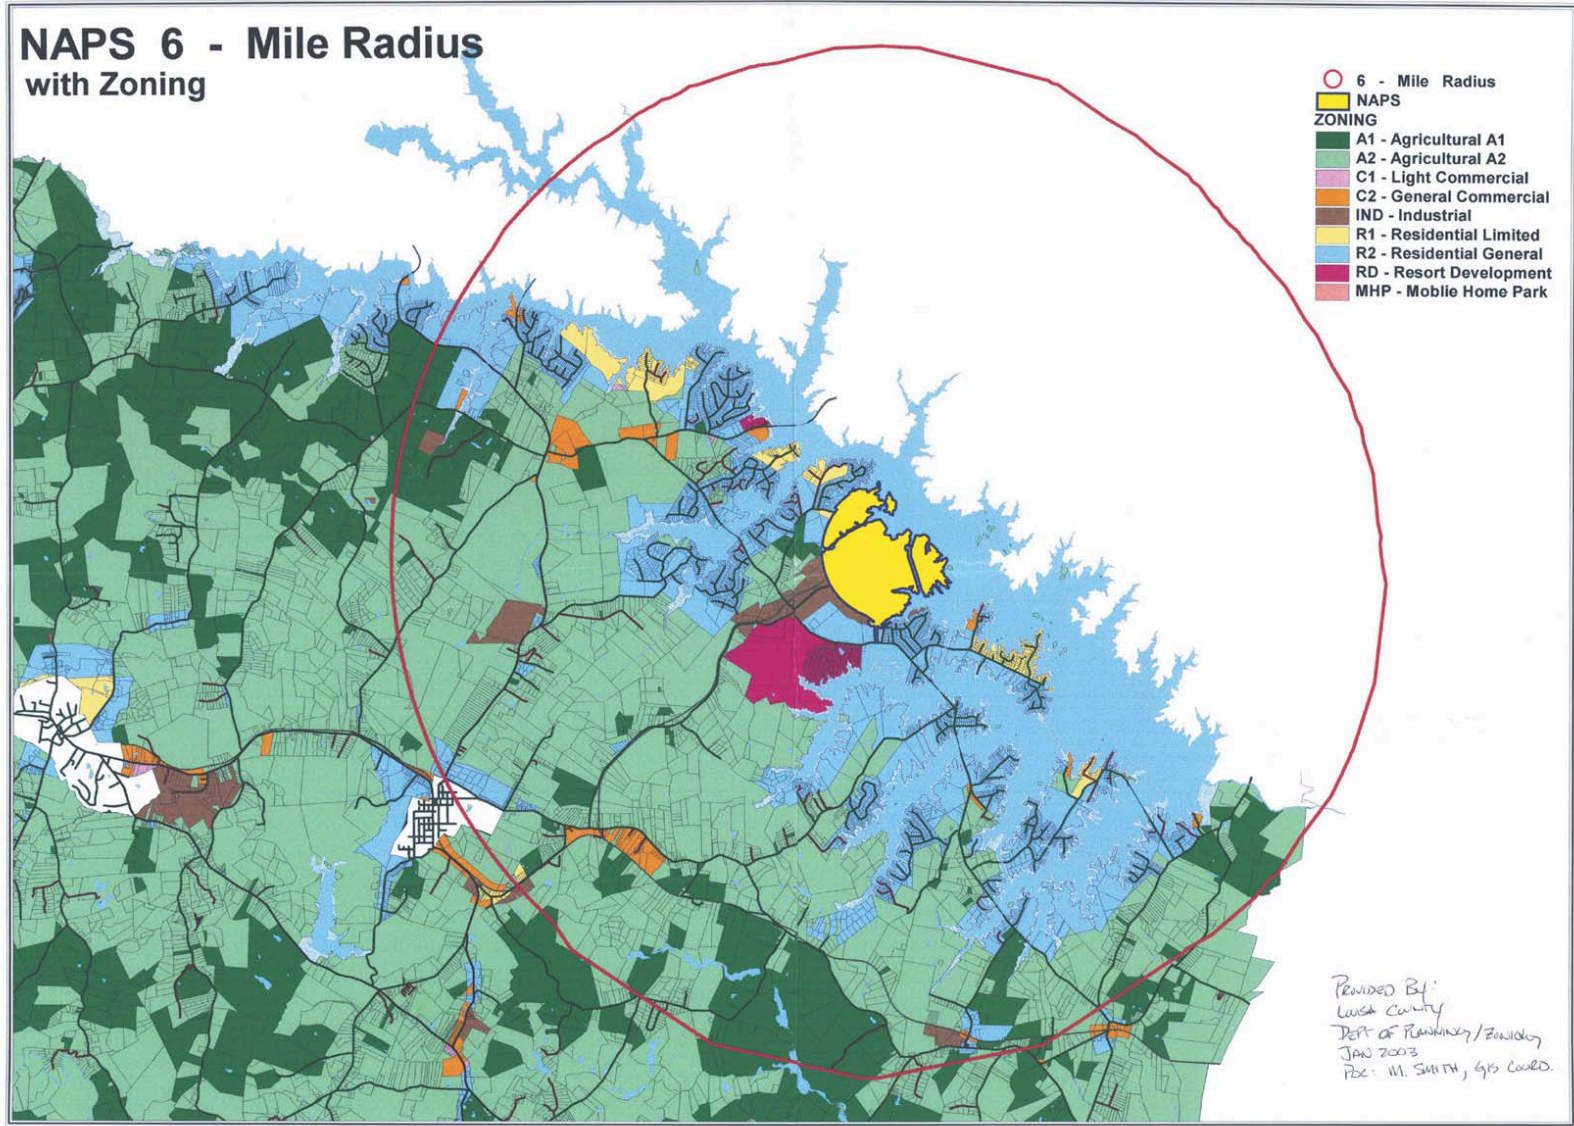 NAPS 6 - Mile Radius
with Zoning
6 - Mile Radius
NAPS
ZONING
A1 - Agricultural A1
A2 - Agricultural A2
C1 - Light Commercial
C2 - General Commercial
IND - Industrial
R1 - Residential Limited
R2 - Residential General
RD - Resort Development
MHP - Moblie Home Park
PROVIDED BY:
LOUISA COUNTY
DEPT OF PLANNING/ZONING
JAN 2003
POC: M. SMITH, GIS COORD.